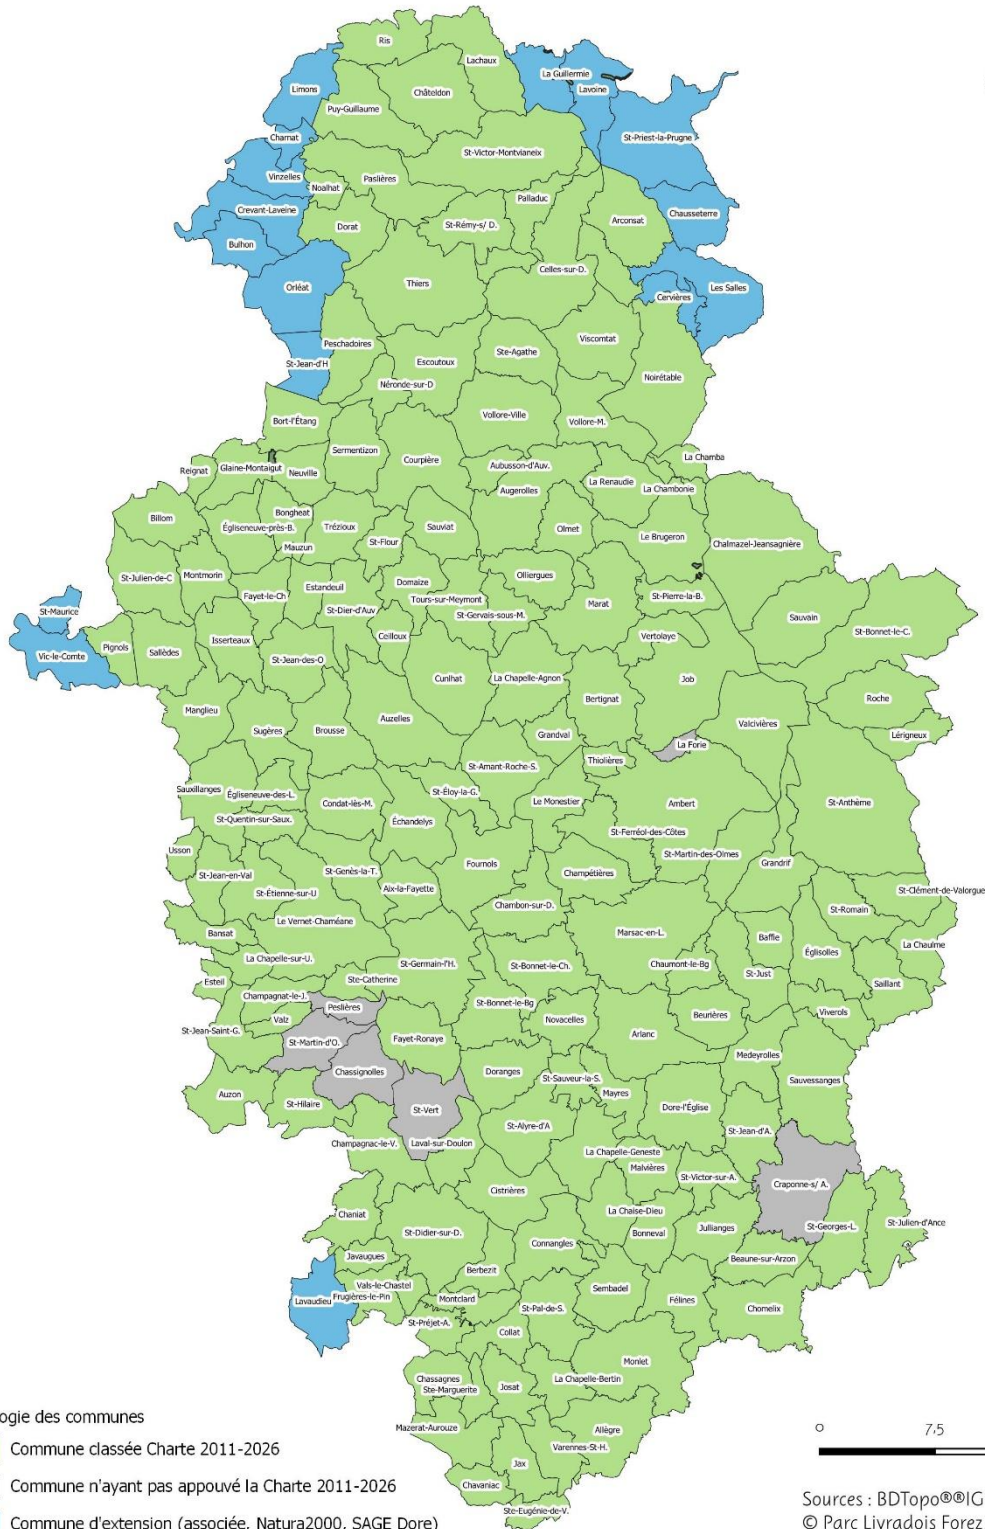 Ris
Lachaux
La Guillermie
Limons
Châteldon
Lavoine
Puy-Guillaume
Charnat
St-Priest-la-Prugne
St-Victor-Montvianeix
Vinzelles
Paslières
Noalhat
Palladuc
Crevant-Laveine
Chausseterre
Arconsat
Dorat
St-Rémy-s/ D.
Bulhon
Celles-sur-D.
Thiers
Orléat
Les Salles
Cervières
Viscomtat
Peschadoires
Ste-Agathe
St-Jean-d'H
Escoutoux
Noirétable
Néronde-sur-D
Vollore-Ville
Bort-l'Étang
Vollore-M.
Sermentizon
La Chamba
Courpière
Aubusson-d'Auv.
Reignat
Glaine-Montaigut
Neuville
La Renaudie
La Chambonie
Augerolles
Bongheat
Billom
Égliseneuve-près-B.
Trézioux
Sauviat
Olmet
Le Brugeron
St-Flour
Chalmazel-Jeansagnière
Mauzun
St-Julien-de-C
Montmorin
Olliergues
Domaize
Estandeuil
Fayet-le-Ch
St-Pierre-la-B.
Tours-sur-Meymont
Marat
St-Maurice
St-Dier-d'Auv
St-Gervais-sous-M.
Sauvain
St-Bonnet-le-C.
Ceilloux
Vertolaye
Isserteaux
Pignols
Sallèdes
Vic-le-Comte
St-Jean-des-O
Cunlhat
La Chapelle-Agnon
Job
Bertignat
Roche
Manglieu
Auzelles
Valcivières
Sugères
Brousse
Grandval
Lérigneux
La Forie
Thiolières
St-Amant-Roche-S.
Sauxillanges
St-Éloy-la-G.
Égliseneuve-des-L.
Condat-lès-M.
Le Monestier
Ambert
St-Anthème
St-Quentin-sur-Saux.
Échandelys
St-Ferréol-des-Côtes
Usson
St-Martin-des-Olmes
Fournols
Grandrif
St-Genès-la-T.
Champétières
St-Jean-en-Val
Aix-la-Fayette
St-Clément-de-Valorgue
St-Étienne-sur-U
Chambon-sur-D.
St-Romain
Le Vernet-Chaméane
Bansat
Marsac-en-L.
Baffie
La Chaulme
Églisolles
La Chapelle-sur-U.
St-Germain-l'H.
St-Bonnet-le-Ch.
Chaumont-le-Bg
St-Just
Esteil
Ste-Catherine
Saillant
Champagnat-le-J.
St-Bonnet-le-Bg
Peslières
Viverols
Beurières
Valz
Novacelles
St-Jean-Saint-G.
Arlanc
Fayet-Ronaye
St-Martin-d'O.
Medeyrolles
Chassignolles
Doranges
St-Sauveur-la-S.
Sauvessanges
Auzon
Mayres
St-Hilaire
St-Vert
Dore-l'Église
St-Alyre-d'A
St-Jean-d'A.
Champagnac-le-V.
Laval-sur-Doulon
La Chapelle-Geneste
Malvières
St-Victor-sur-A.
Craponne-s/ A.
Cistrières
La Chaise-Dieu
Chaniat
St-Julien-d'Ance
St-Georges-L.
Jullianges
St-Didier-sur-D.
Bonneval
Connangles
Javaugues
Beaune-sur-Arzon
Berbezit
Vals-le-Chastel
Sembadel
Frugières-le-Pin
Montclard
Lavaudieu
Félines
Chomelix
St-Pal-de-S.
St-Préjet-A.
Collat
Monlet
Chassagnes
La Chapelle-Bertin
Josat
Ste-Marguerite
Mazerat-Aurouze
Allègre
Varennes-St-H.
Jax
Chavaniac
Ste-Eugénie-de-V.
ogie des communes
Commune classée Charte 2011-2026
Commune n'ayant pas appouvé la Charte 2011-2026
Commune d'extension (associée, Natura2000, SAGE Dore)
0 7,5
Sources : BDTopo®®IG
© Parc Livradois Forez